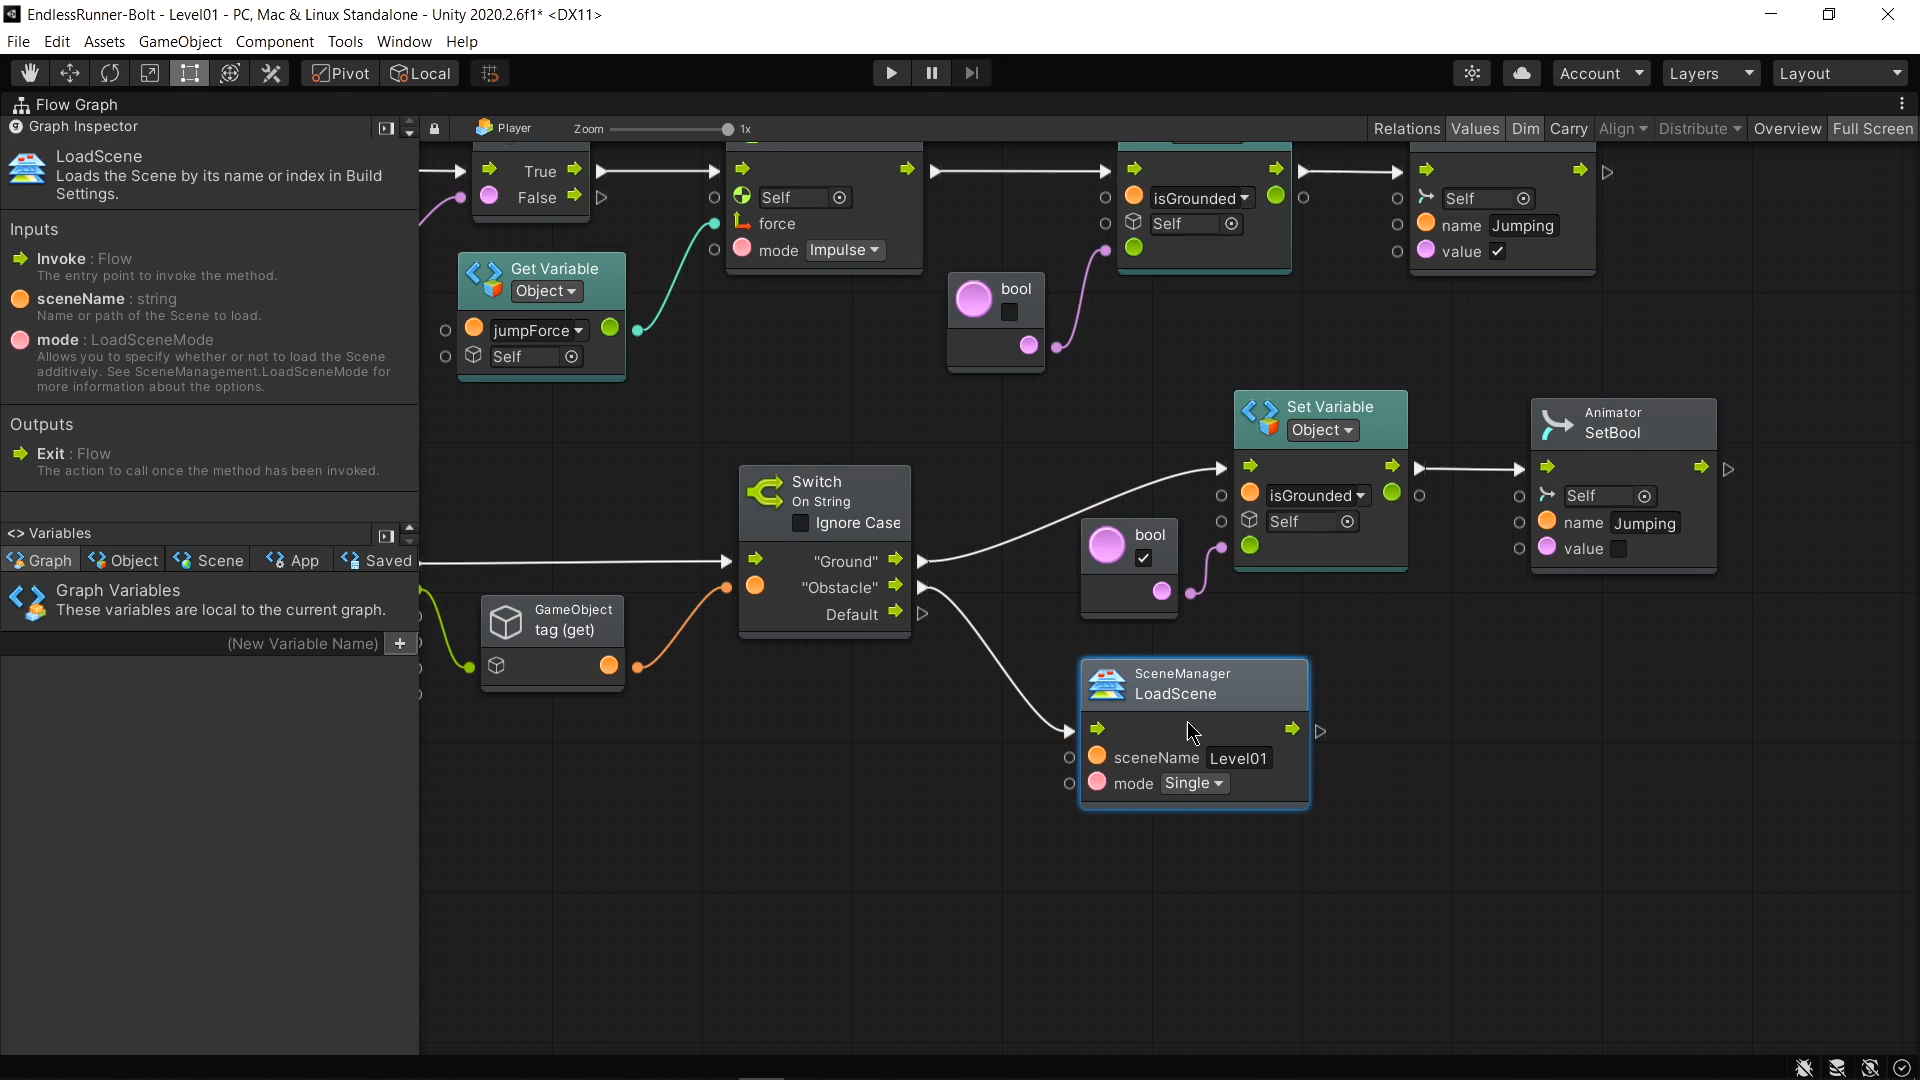 EndlessRunner-Bolt - Level01 - PC, Mac & Linux Standalone - Unity 2020.2.6f1* <DX11>
File Edit Assets GameObject Component Tools Window Help
Pivot Local Account Layers Layout
Flow Graph
Graph Inspector
Player Zoom 1x Relations Values Dim Carry Align Distribute Overview Full Screen
LoadScene
Loads the Scene by its name or index in Build
Settings.
Inputs
Invoke : Flow
The entry point to invoke the method.
sceneName : string
Name or path of the Scene to load.
mode : LoadSceneMode
Allows you to specify whether or not to load the Scene
additively. See SceneManagement.LoadSceneMode for
more information about the options.
Outputs
Exit : Flow
The action to call once the method has been invoked.
<> Variables
Graph Object Scene App Saved
Graph Variables
These variables are local to the current graph.
(New Variable Name) +
True
False
Self
force
mode Impulse
isGrounded
Self
Self
name Jumping
value
Get Variable
Object
jumpForce
Self
bool
Set Variable
Object
isGrounded
Self
Animator
SetBool
Self
name Jumping
value
Switch
On String
Ignore Case
"Ground"
"Obstacle"
Default
bool
GameObject
tag (get)
SceneManager
LoadScene
sceneName Level01
mode Single